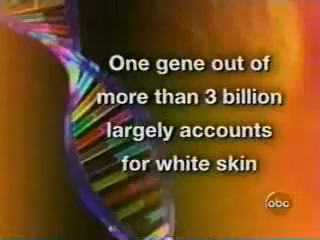 One gene out of
more than 3 billion
largely accounts
for white skin
abc